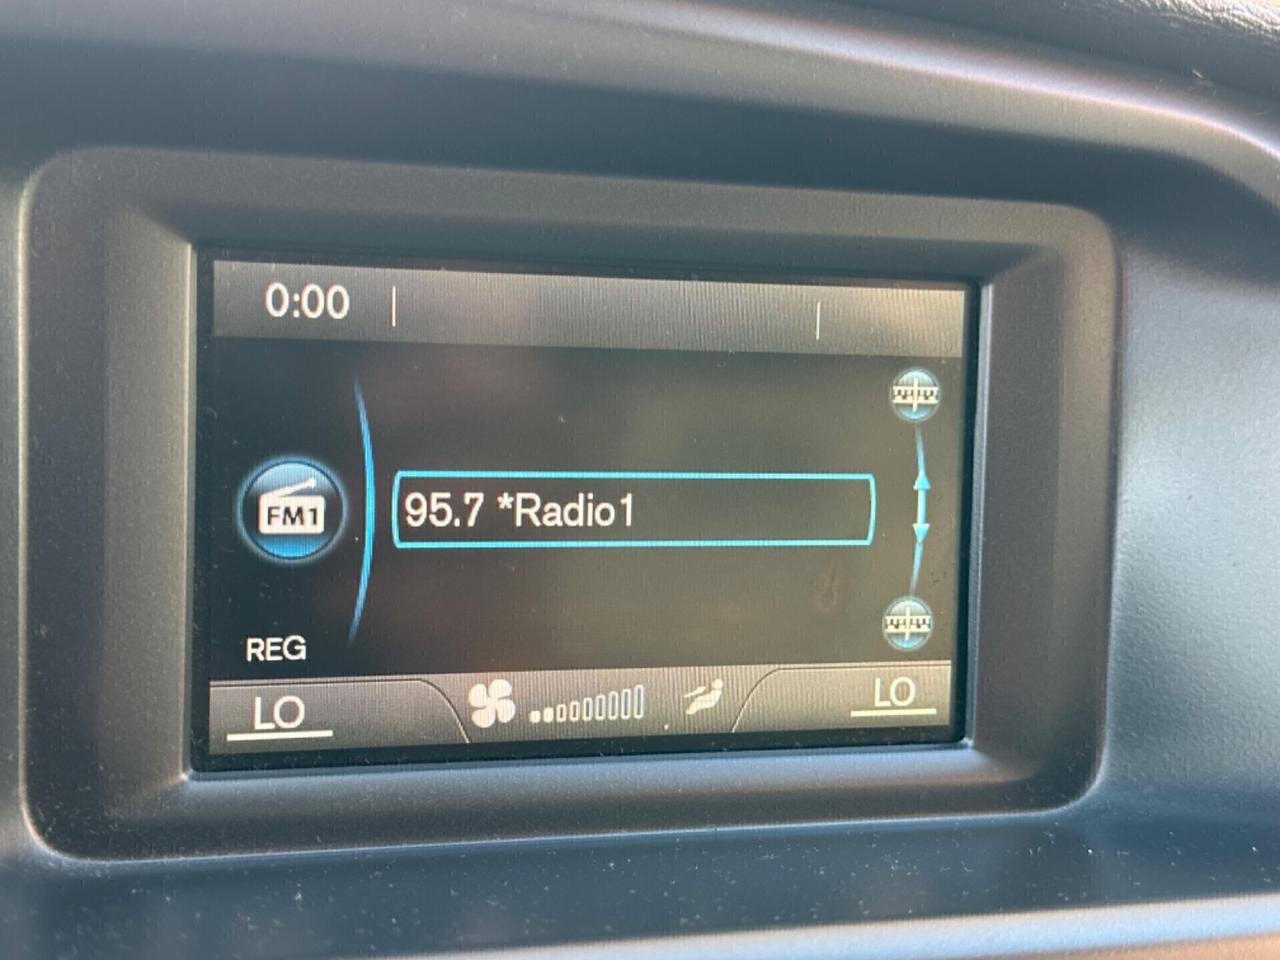 0:00
FM1
95.7 *Radio1
REG
LO
LO